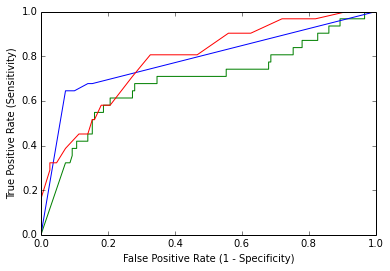 1.0
0.8
0.6
0.4
0.2
0.0
True Positive Rate (Sensitivity)
0.0 0.2 0.4 0.6 0.8 1.0
False Positive Rate (1 - Specificity)